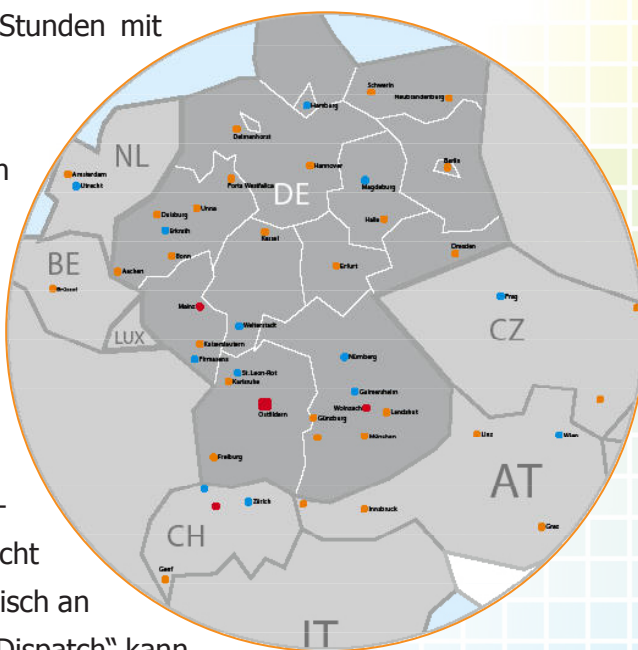 Stunden mit
Schwerin
Neubrandenburg
Hamburg
Delmenhorst
NL
Hannover
Berlin
Amsterdam
Utrecht
Porta Westfalica
DE
Magdeburg
Unna
Duisburg
Halle
Erkrath
Kassel
Dresden
BE
Bonn
Erfurt
Aachen
Brüssel
Prag
Mainz
Weiterstadt
CZ
LUX
Kaiserslautern
Nürnberg
Pirmasens
St. Leon-Rot
Karlsruhe
Gaimersheim
Wolnzach
Landshut
Ostfildern
Günzburg
Linz
Wien
München
Freiburg
AT
Zürich
Innsbruck
CH
Graz
cht
Genf
isch an
IT
Dispatch“ kann